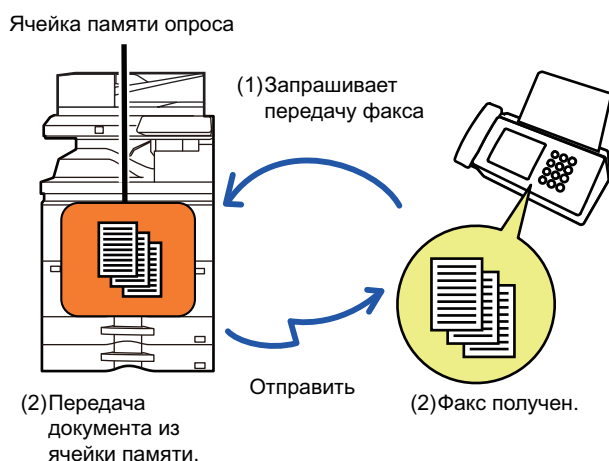 Ячейка памяти опроса
(1)Запрашивает
передачу факса
Отправить
(2)Передача
документа из
ячейки памяти.
(2)Факс получен.